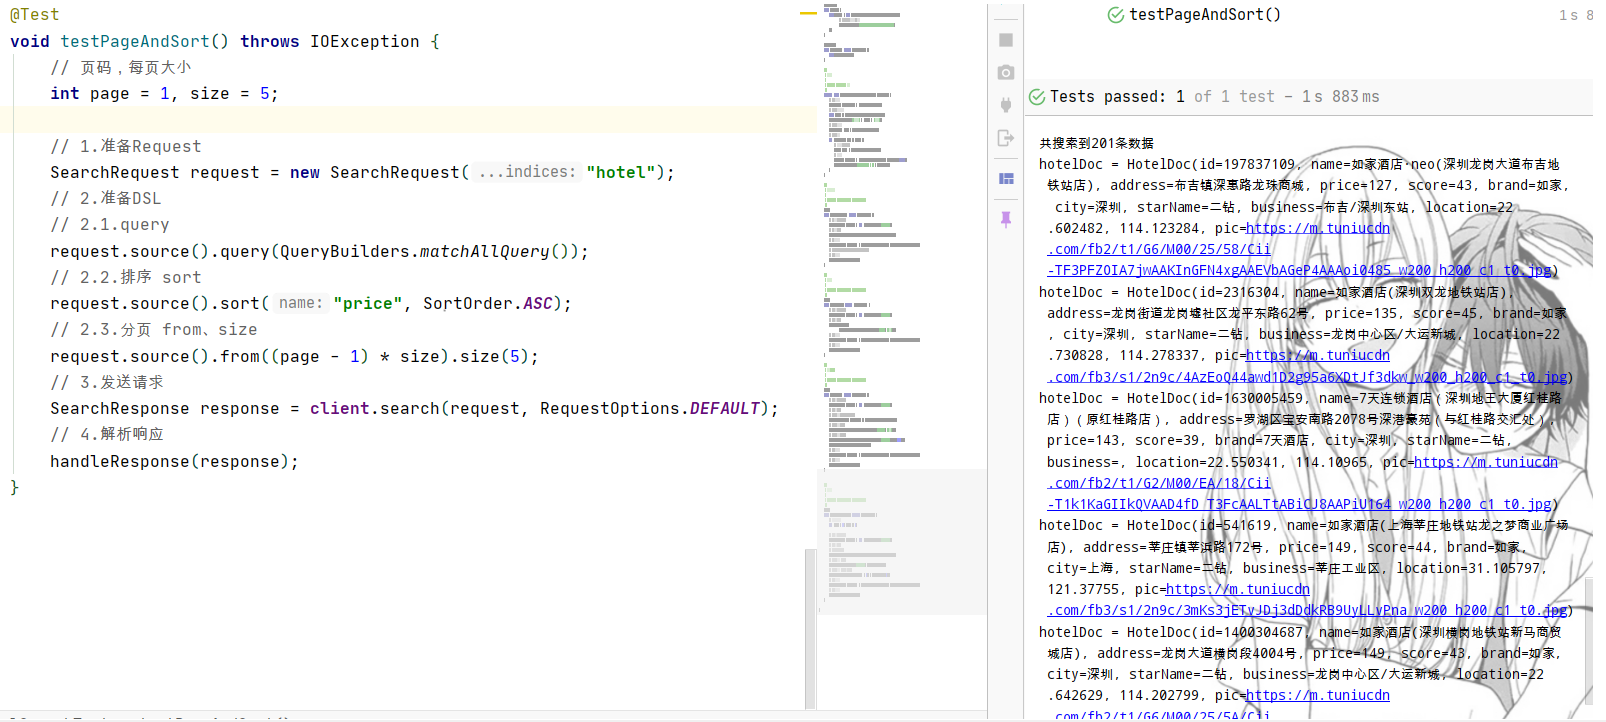 @Test
void testPageAndSort() throws IOException {
// 页码，每页大小
int page = 1, size = 5;
// 1.准备Request
SearchRequest request = new SearchRequest( ...indices: "hotel");
// 2.准备DSL
// 2.1.query
request.source().query(QueryBuilders.matchAllQuery());
// 2.2.排序 sort
request.source().sort( name: "price", SortOrder.ASC);
// 2.3.分页 from、size
request.source().from((page - 1) * size).size(5);
// 3.发送请求
SearchResponse response = client.search(request, RequestOptions.DEFAULT);
// 4.解析响应
handleResponse(response);
}
testPageAndSort()
1 s 8
Tests passed: 1 of 1 test – 1 s 883 ms
共搜索到201条数据
hotelDoc = HotelDoc(id=197837109, name=如家酒店·neo(深圳龙岗大道布吉地
铁站店), address=布吉镇深惠路龙珠商城, price=127, score=43, brand=如家,
city=深圳, starName=二钻, business=布吉/深圳东站, location=22
.602482, 114.123284, pic=https://m.tuniucdn
.com/fb2/t1/G6/M00/25/58/Cii
-TF3PFZOIA7jwAAKInGFN4xgAAEVbAGeP4AAAoi0485_w200_h200_c1_t0.jpg)
hotelDoc = HotelDoc(id=2316304, name=如家酒店(深圳双龙地铁站店),
address=龙岗街道龙岗墟社区龙平东路62号, price=135, score=45, brand=如家
, city=深圳, starName=二钻, business=龙岗中心区/大运新城, location=22
.730828, 114.278337, pic=https://m.tuniucdn
.com/fb3/s1/2n9c/4AzEoQ44awd1D2g95a6XDtJf3dkw_w200_h200_c1_t0.jpg)
hotelDoc = HotelDoc(id=1630005459, name=7天连锁酒店（深圳地王大厦红桂路
店）（原红桂路店）, address=罗湖区宝安南路2078号深港豪苑（与红桂路交汇处）,
price=143, score=39, brand=7天酒店, city=深圳, starName=二钻,
business=, location=22.550341, 114.10965, pic=https://m.tuniucdn
.com/fb2/t1/G2/M00/EA/18/Cii
-T1k1KaGIIkQVAAD4fD_T3FcAALTtABiCJ8AAPiU164_w200_h200_c1_t0.jpg)
hotelDoc = HotelDoc(id=541619, name=如家酒店(上海莘庄地铁站龙之梦商业广场
店), address=莘庄镇莘浜路172号, price=149, score=44, brand=如家,
city=上海, starName=二钻, business=莘庄工业区, location=31.105797,
121.37755, pic=https://m.tuniucdn
.com/fb3/s1/2n9c/3mKs3jETvJDj3dDdkRB9UyLLvPna_w200_h200_c1_t0.jpg)
hotelDoc = HotelDoc(id=1400304687, name=如家酒店(深圳横岗地铁站新马商贸
城店), address=龙岗大道横岗段4004号, price=149, score=43, brand=如家,
city=深圳, starName=二钻, business=龙岗中心区/大运新城, location=22
.642629, 114.202799, pic=https://m.tuniucdn
.com/fb2/t1/G6/M00/25/5A/Cii